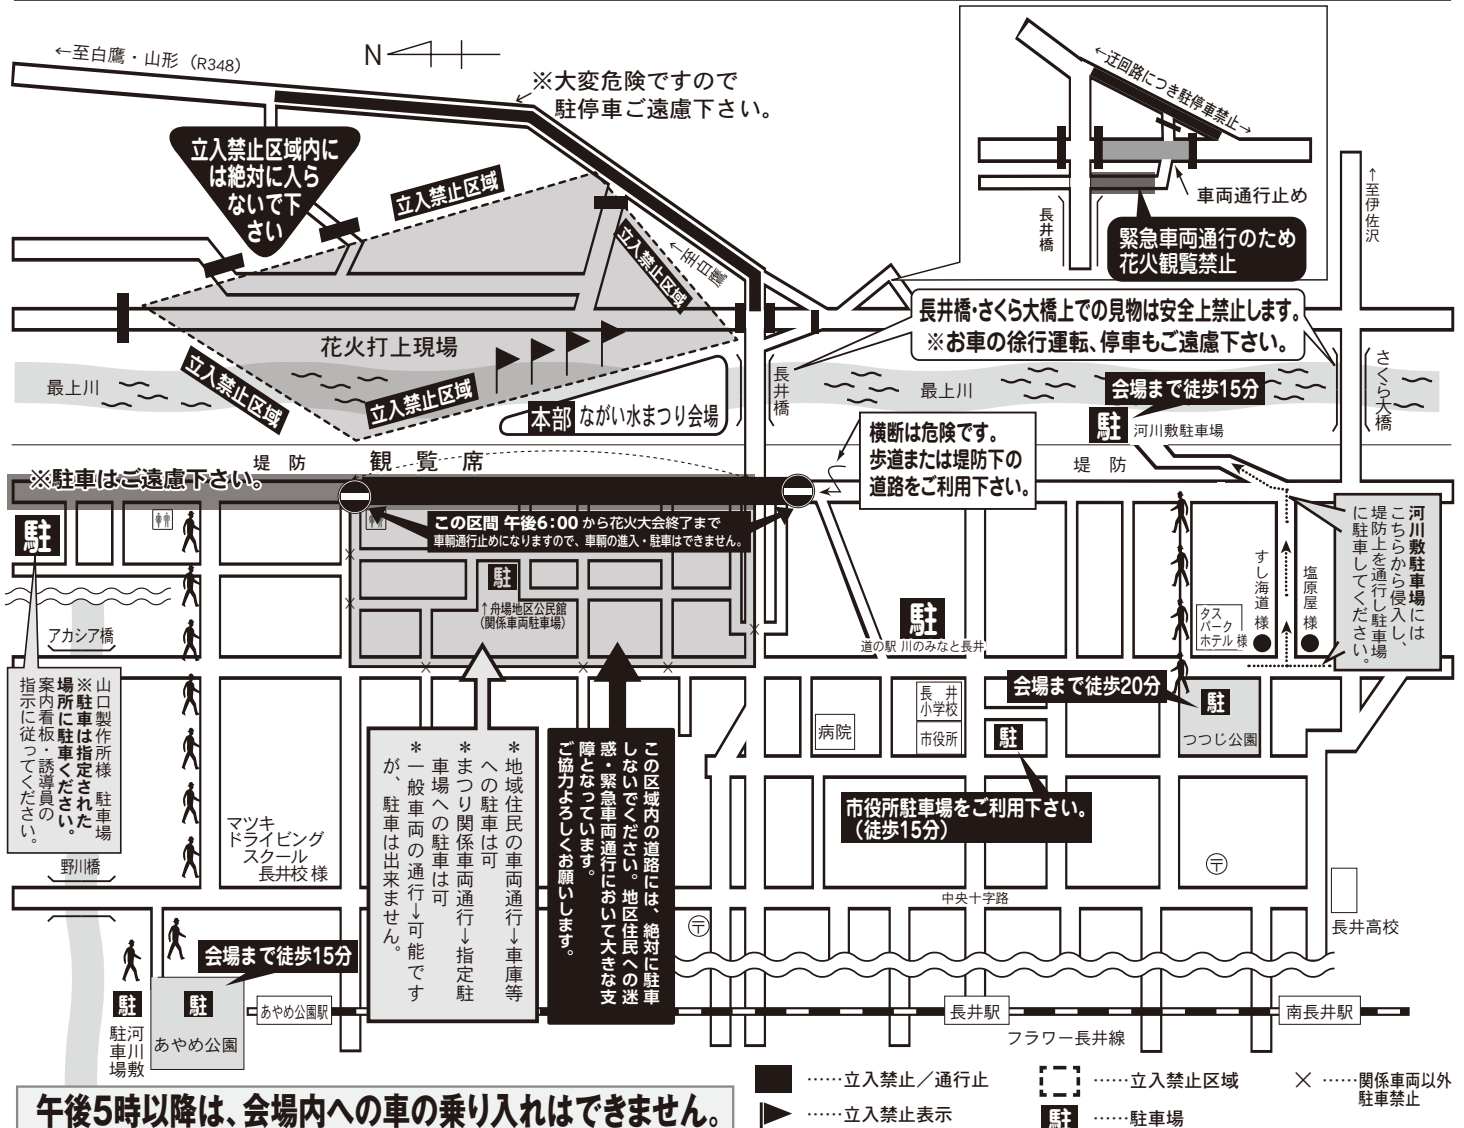 ←至白鷹・山形（R348）
N
※大変危険ですので
駐停車ご遠慮下さい。
立入禁止区域内に
は絶対に入ら
ないで下
さい
立入禁止区域
立入禁止区域
←至白鷹
花火打上現場
立入禁止区域
立入禁止区域
最上川
本部 ながい水まつり会場
長井橋
←迂回路につき駐停車禁止→
車両通行止め
長井橋
緊急車両通行のため
花火観覧禁止
←至伊佐沢
長井橋・さくら大橋上での見物は安全上禁止します。
※お車の徐行運転、停車もご遠慮下さい。
最上川
さくら大橋
会場まで徒歩15分
駐 河川敷駐車場
横断は危険です。
歩道または堤防下の
道路をご利用下さい。
堤 防
観 覧 席
堤 防
※駐車はご遠慮下さい。
この区間 午後6:00 から花火大会終了まで
車輌通行止めになりますので、車輌の進入・駐車はできません。
駐
駐
↑舟場地区公民館
（関係車両駐車場）
駐
道の駅 川のみなと長井
河川敷駐車場には
こちらから侵入し、
堤防上を通行し駐車場
に駐車してください。
すし海道 様
塩原屋 様
タス
パーク
ホテル 様
アカシア橋
山口製作所様 駐車場
※駐車は指定された
場所に駐車ください。
案内看板・誘導員の
指示に従ってください。
野川橋
マツキ
ドライビング
スクール
長井校 様
＊地域住民の車両通行→車庫等
への駐車は可
＊まつり関係車両通行→指定駐
車場への駐車は可
＊一般車両の通行→可能です
が、駐車は出来ません。
この区域内の道路には、絶対に駐車
しないでください。地区住民への迷
惑・緊急車両通行において大きな支
障となっています。
ご協力よろしくお願いします。
病院
長 井
小学校
市役所
駐
会場まで徒歩20分
駐
つつじ公園
市役所駐車場をご利用下さい。
（徒歩15分）
〒
中央十字路
〒
長井高校
会場まで徒歩15分
駐
河川敷
駐車場
駐
あやめ公園
あやめ公園駅
長井駅
フラワー長井線
南長井駅
午後5時以降は、会場内への車の乗り入れはできません。
……立入禁止／通行止
……立入禁止区域
×……関係車両以外
駐車禁止
……立入禁止表示
駐……駐車場